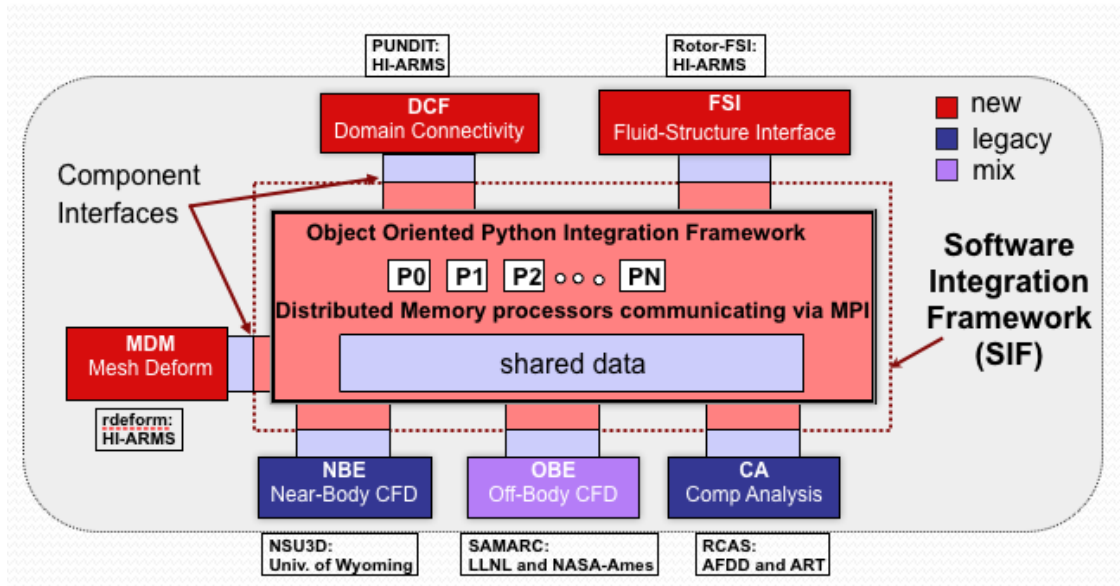 PUNDIT:
HI-ARMS
Rotor-FSI:
HI-ARMS
DCF
Domain Connectivity
FSI
Fluid-Structure Interface
new
legacy
mix
Component
Interfaces
Object Oriented Python Integration Framework
P0 P1 P2 PN
Distributed Memory processors communicating via MPI
shared data
Software
Integration
Framework
(SIF)
MDM
Mesh Deform
rdeform:
HI-ARMS
NBE
Near-Body CFD
OBE
Off-Body CFD
CA
Comp Analysis
NSU3D:
Univ. of Wyoming
SAMARC:
LLNL and NASA-Ames
RCAS:
AFDD and ART